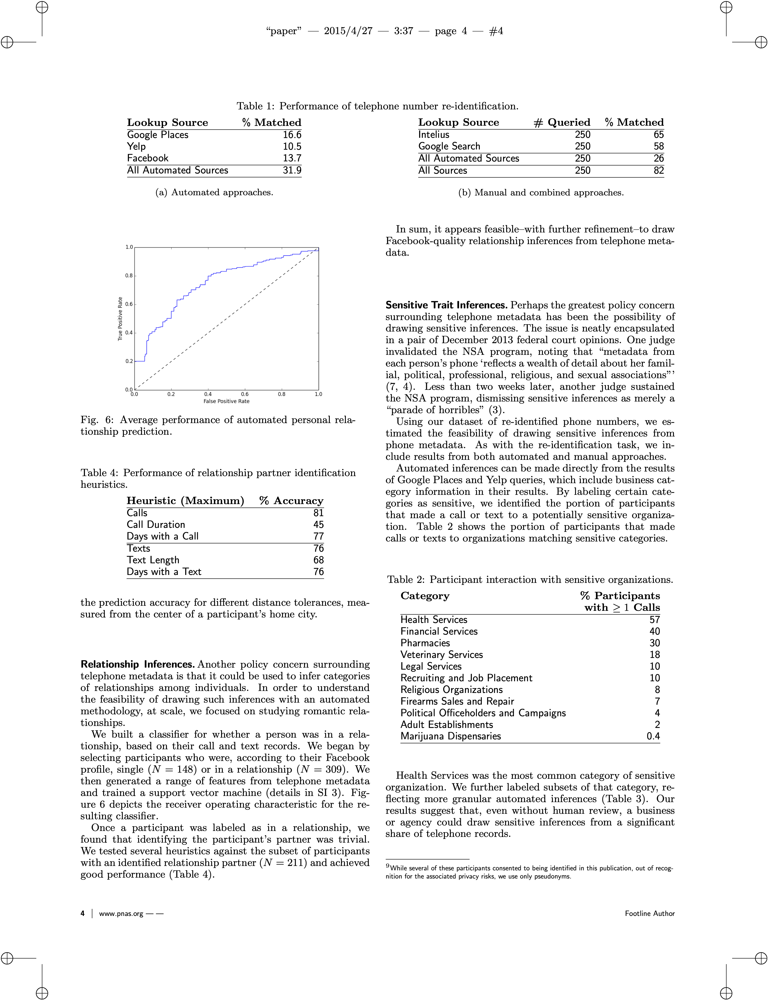 “paper” — 2015/4/27 — 3:37 — page 4 — #4
Table 1: Performance of telephone number re-identification.
Lookup Source % Matched
Google Places 16.6
Yelp 10.5
Facebook 13.7
All Automated Sources 31.9
(a) Automated approaches.
Lookup Source # Queried % Matched
Intelius 250 65
Google Search 250 58
All Automated Sources 250 26
All Sources 250 82
(b) Manual and combined approaches.
1.0
0.8
0.6
0.4
0.2
0.0
True Positive Rate
0.0 0.2 0.4 0.6 0.8 1.0
False Positive Rate
Fig. 6: Average performance of automated personal rela-
tionship prediction.
Table 4: Performance of relationship partner identification
heuristics.
Heuristic (Maximum) % Accuracy
Calls 81
Call Duration 45
Days with a Call 77
Texts 76
Text Length 68
Days with a Text 76
the prediction accuracy for different distance tolerances, mea-
sured from the center of a participant’s home city.
Relationship Inferences. Another policy concern surrounding
telephone metadata is that it could be used to infer categories
of relationships among individuals. In order to understand
the feasibility of drawing such inferences with an automated
methodology, at scale, we focused on studying romantic rela-
tionships.
We built a classifier for whether a person was in a rela-
tionship, based on their call and text records. We began by
selecting participants who were, according to their Facebook
profile, single (N = 148) or in a relationship (N = 309). We
then generated a range of features from telephone metadata
and trained a support vector machine (details in SI 3). Fig-
ure 6 depicts the receiver operating characteristic for the re-
sulting classifier.
Once a participant was labeled as in a relationship, we
found that identifying the participant’s partner was trivial.
We tested several heuristics against the subset of participants
with an identified relationship partner (N = 211) and achieved
good performance (Table 4).
In sum, it appears feasible–with further refinement–to draw
Facebook-quality relationship inferences from telephone meta-
data.
Sensitive Trait Inferences. Perhaps the greatest policy concern
surrounding telephone metadata has been the possibility of
drawing sensitive inferences. The issue is neatly encapsulated
in a pair of December 2013 federal court opinions. One judge
invalidated the NSA program, noting that “metadata from
each person’s phone ‘reflects a wealth of detail about her famil-
ial, political, professional, religious, and sexual associations”’
(7, 4). Less than two weeks later, another judge sustained
the NSA program, dismissing sensitive inferences as merely a
“parade of horribles” (3).
Using our dataset of re-identified phone numbers, we es-
timated the feasibility of drawing sensitive inferences from
phone metadata. As with the re-identification task, we in-
clude results from both automated and manual approaches.
Automated inferences can be made directly from the results
of Google Places and Yelp queries, which include business cat-
egory information in their results. By labeling certain cate-
gories as sensitive, we identified the portion of participants
that made a call or text to a potentially sensitive organiza-
tion. Table 2 shows the portion of participants that made
calls or texts to organizations matching sensitive categories.
Table 2: Participant interaction with sensitive organizations.
Category % Participants
with ≥ 1 Calls
Health Services 57
Financial Services 40
Pharmacies 30
Veterinary Services 18
Legal Services 10
Recruiting and Job Placement 10
Religious Organizations 8
Firearms Sales and Repair 7
Political Officeholders and Campaigns 4
Adult Establishments 2
Marijuana Dispensaries 0.4
Health Services was the most common category of sensitive
organization. We further labeled subsets of that category, re-
flecting more granular automated inferences (Table 3). Our
results suggest that, even without human review, a business
or agency could draw sensitive inferences from a significant
share of telephone records.
9While several of these participants consented to being identified in this publication, out of recog-
nition for the associated privacy risks, we use only pseudonyms.
4 | www.pnas.org — —
Footline Author